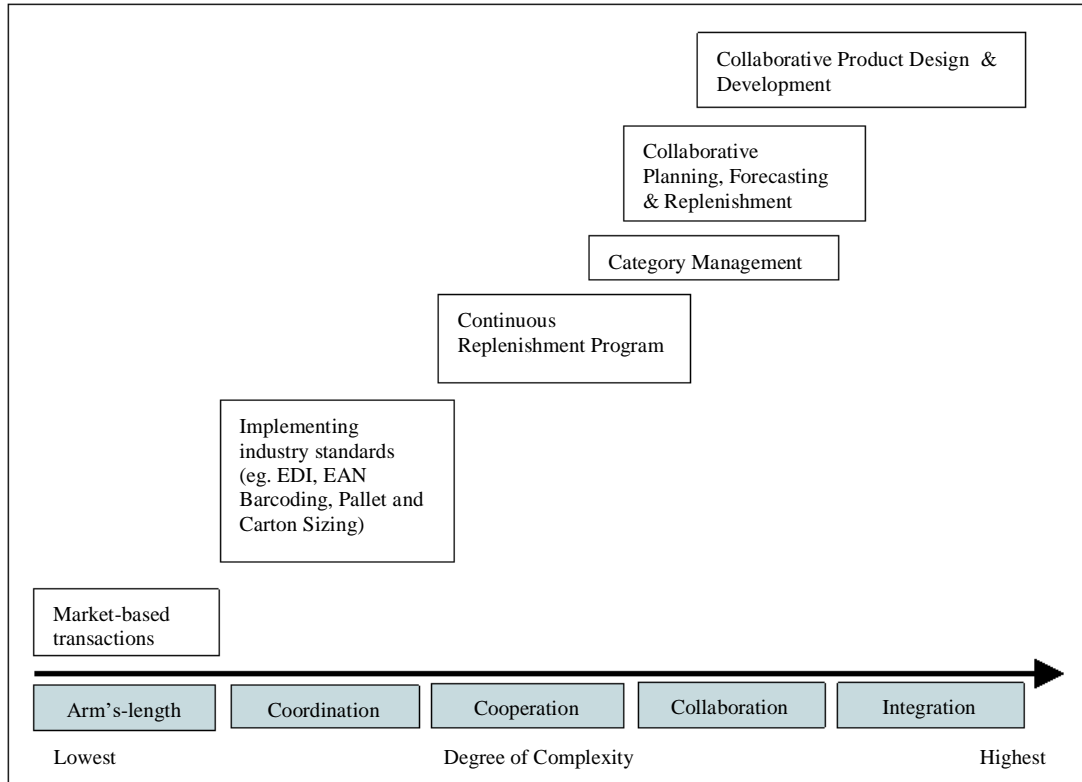 Collaborative Product Design &
Development
Collaborative
Planning, Forecasting
& Replenishment
Category Management
Continuous
Replenishment Program
Implementing
industry standards
(eg. EDI, EAN
Barcoding, Pallet and
Carton Sizing)
Market-based
transactions
Arm's-length
Coordination
Cooperation
Collaboration
Integration
Lowest
Degree of Complexity
Highest